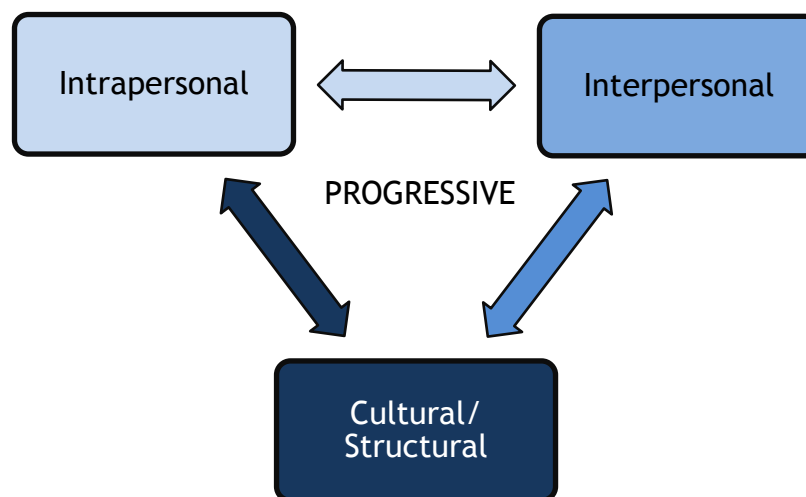 Intrapersonal
Interpersonal
PROGRESSIVE
Cultural/
Structural